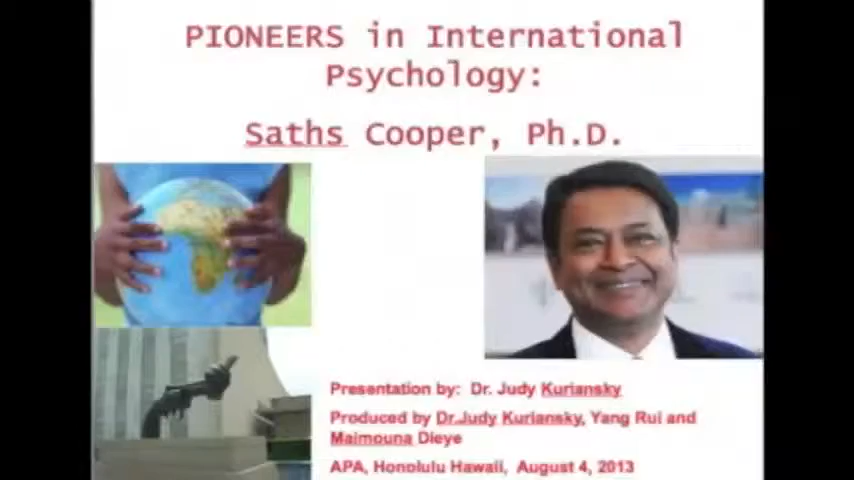 PIONEERS in International
Psychology:
Saths Cooper, Ph.D.
Presentation by: Dr. Judy Kuriansky
Produced by Dr.Judy Kuriansky, Yang Rui and
Maimouna Dieye
APA, Honolulu Hawaii, August 4, 2013